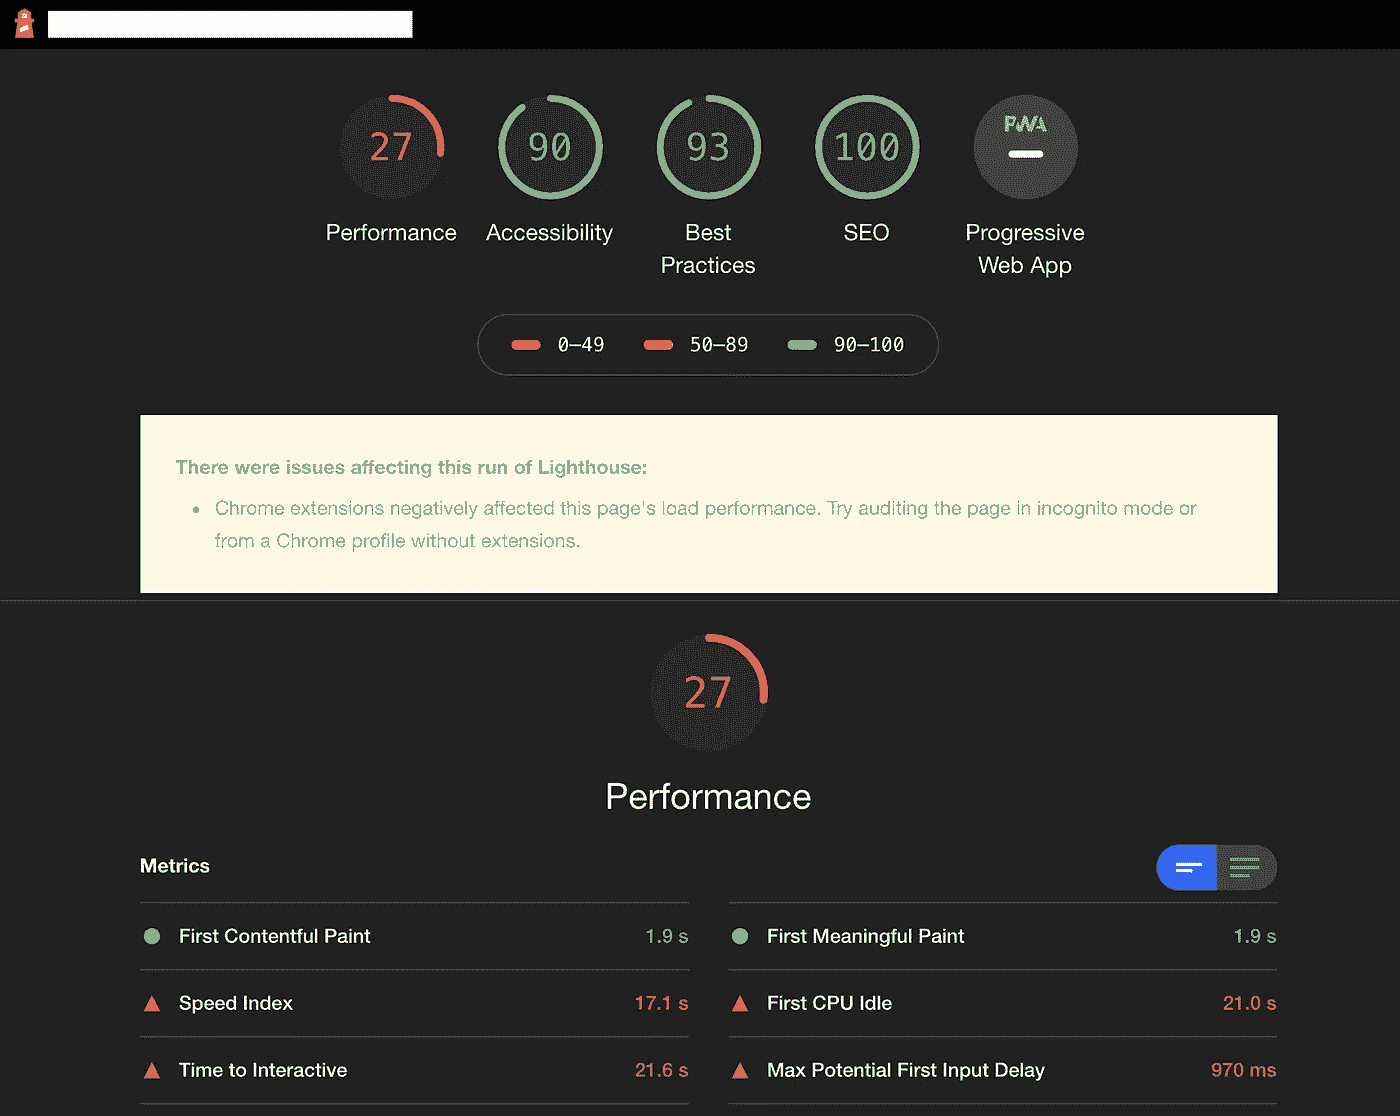 27
90
93
100
PWA
Performance
Accessibility
Best
Practices
SEO
Progressive
Web App
0–49
50–89
90–100
There were issues affecting this run of Lighthouse:
Chrome extensions negatively affected this page's load performance. Try auditing the page in incognito mode or
from a Chrome profile without extensions.
27
Performance
Metrics
First Contentful Paint 1.9 s
First Meaningful Paint 1.9 s
Speed Index 17.1 s
First CPU Idle 21.0 s
Time to Interactive 21.6 s
Max Potential First Input Delay 970 ms